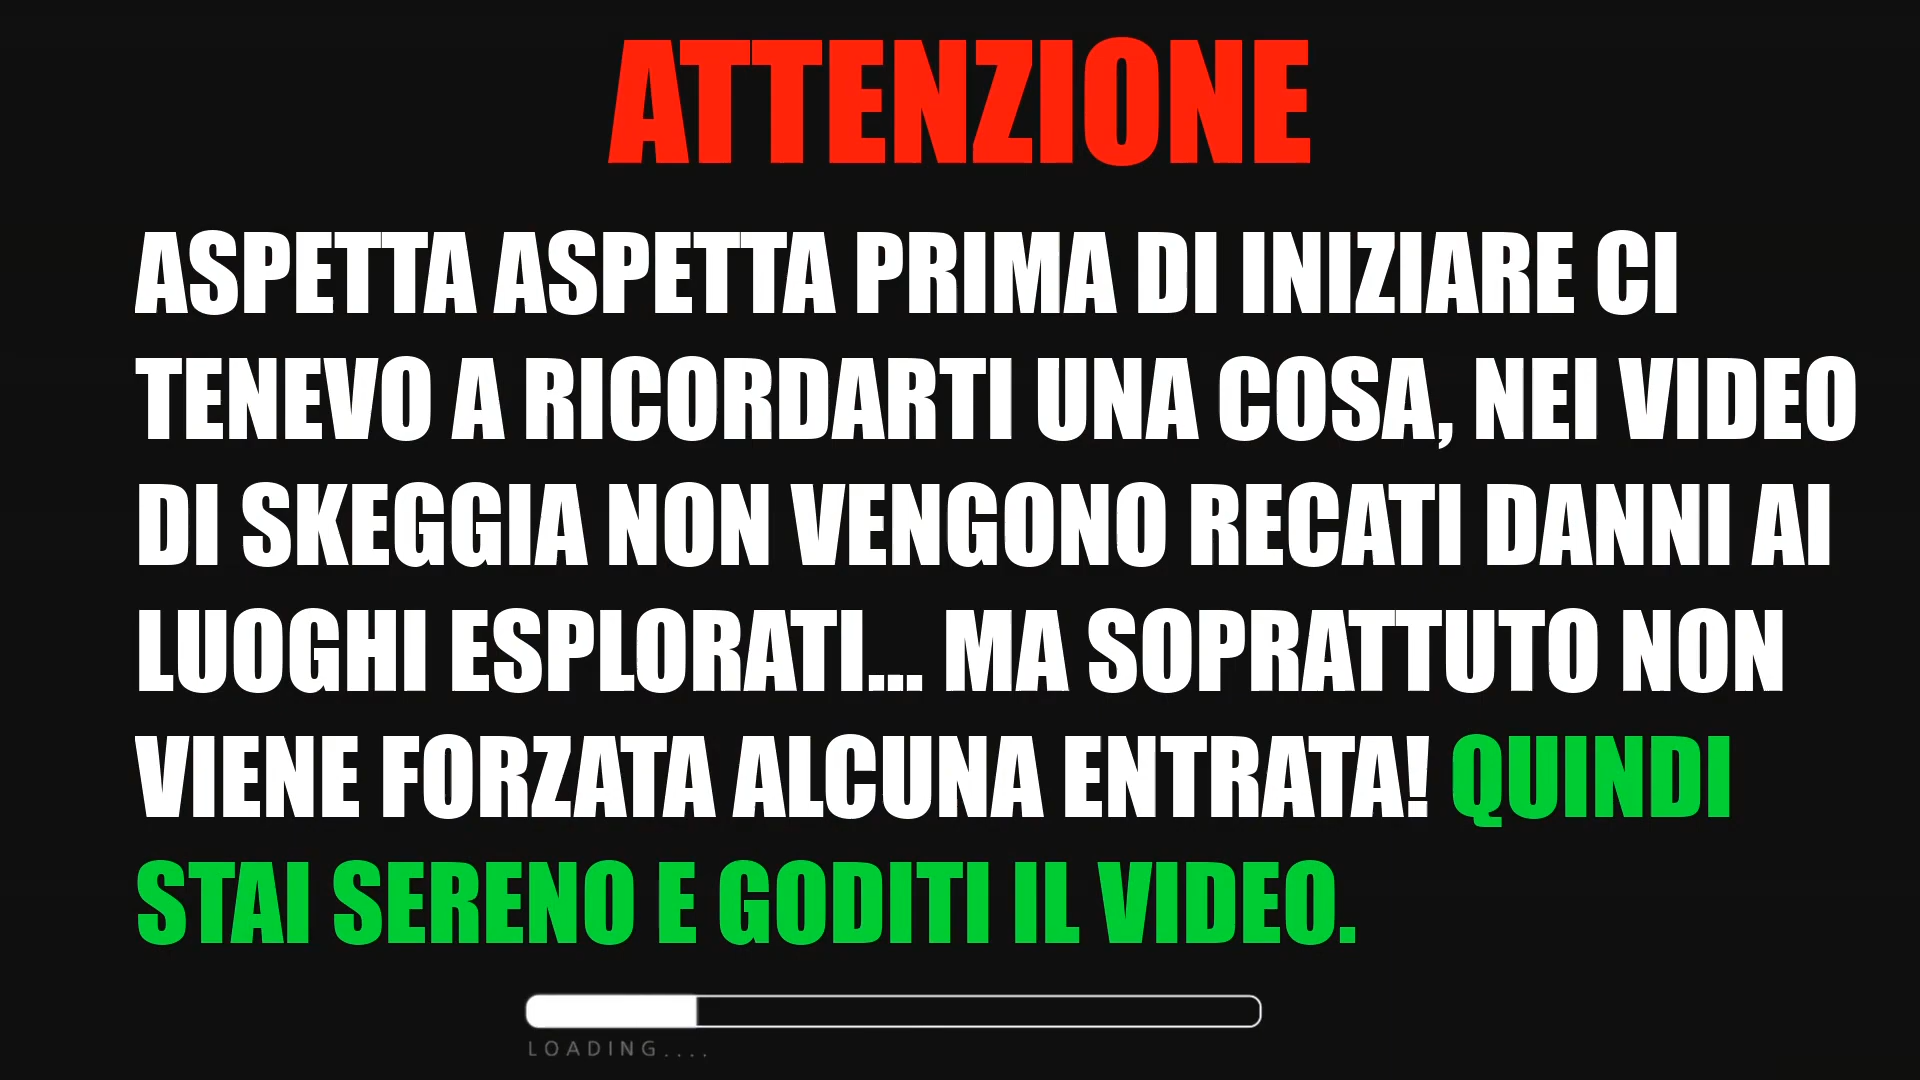 ATTENZIONE
ASPETTA ASPETTA PRIMA DI INIZIARE CI
TENEVO A RICORDARTI UNA COSA, NEI VIDEO
DI SKEGGIA NON VENGONO RECATI DANNI AI
LUOGHI ESPLORATI... MA SOPRATTUTO NON
VIENE FORZATA ALCUNA ENTRATA! QUINDI
STAI SERENO E GODITI IL VIDEO.
LOADING....